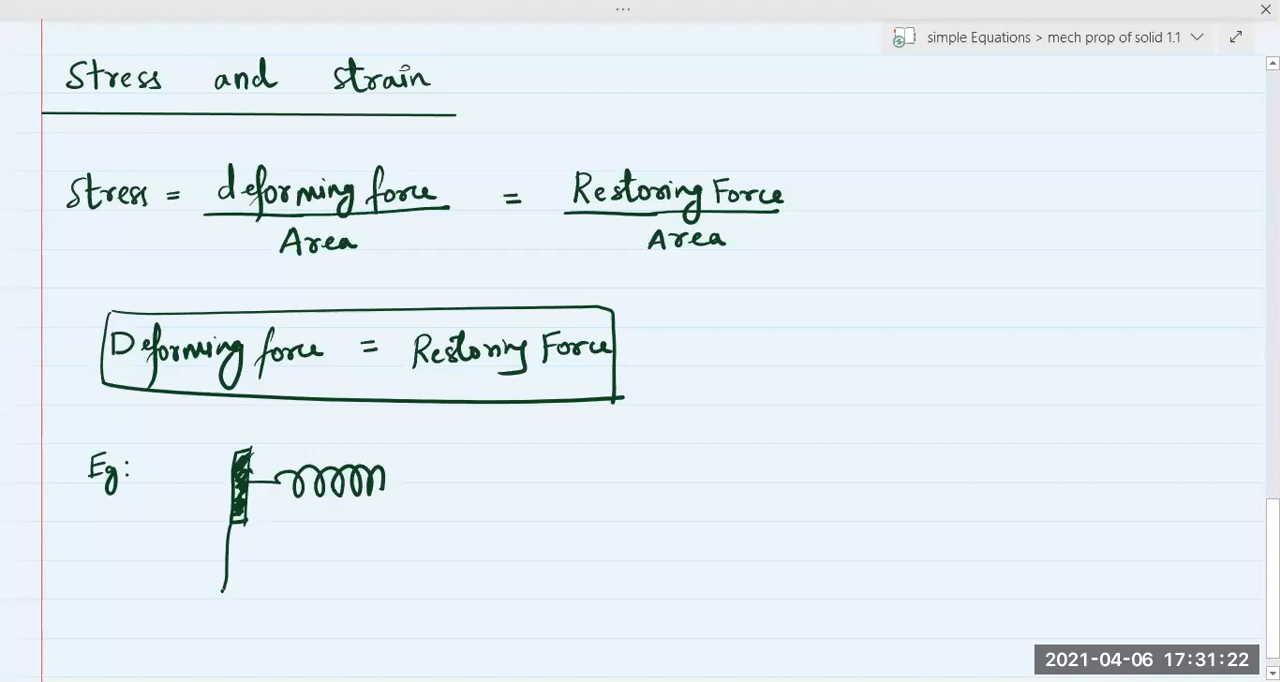 simple Equations > mech prop of solid 1.1
Stress and strain
Stress = deforming force / Area = Restoring Force / Area
Deforming force = Restoring Force
Eg:
2021-04-06 17:31:22